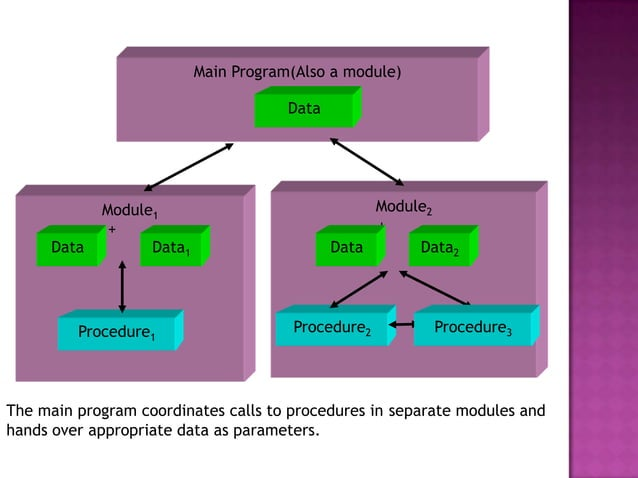 Main Program(Also a module)
Data
Module₁
+
Data
Data₁
Procedure₁
Module₂
+
Data
Data₂
Procedure₂
Procedure₃
The main program coordinates calls to procedures in separate modules and
hands over appropriate data as parameters.